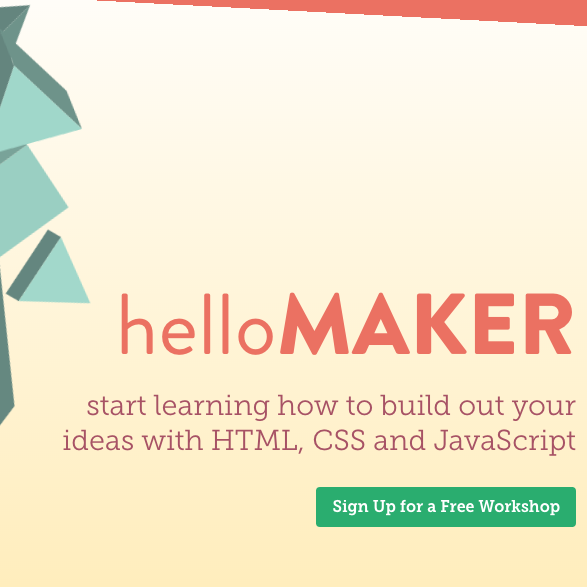 helloMAKER
start learning how to build out your
ideas with HTML, CSS and JavaScript
Sign Up for a Free Workshop